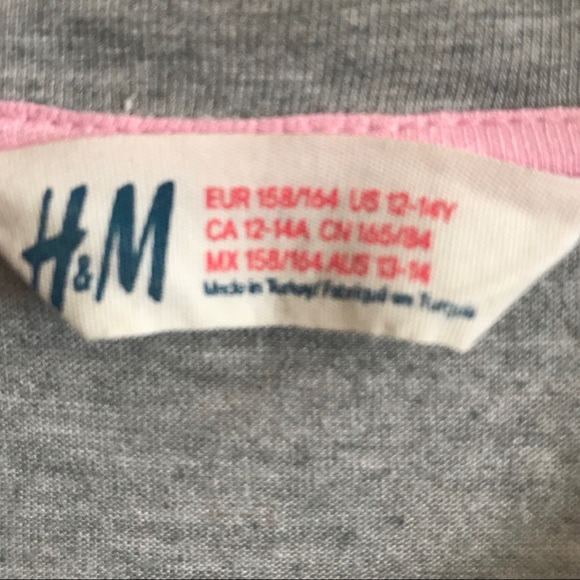 H&M
EUR 158/164 US 12-14Y
CA 12-14A CN 165/84
MX 158/164 AUS 13-14
Made in Turkey/Fabriqué en Turquie